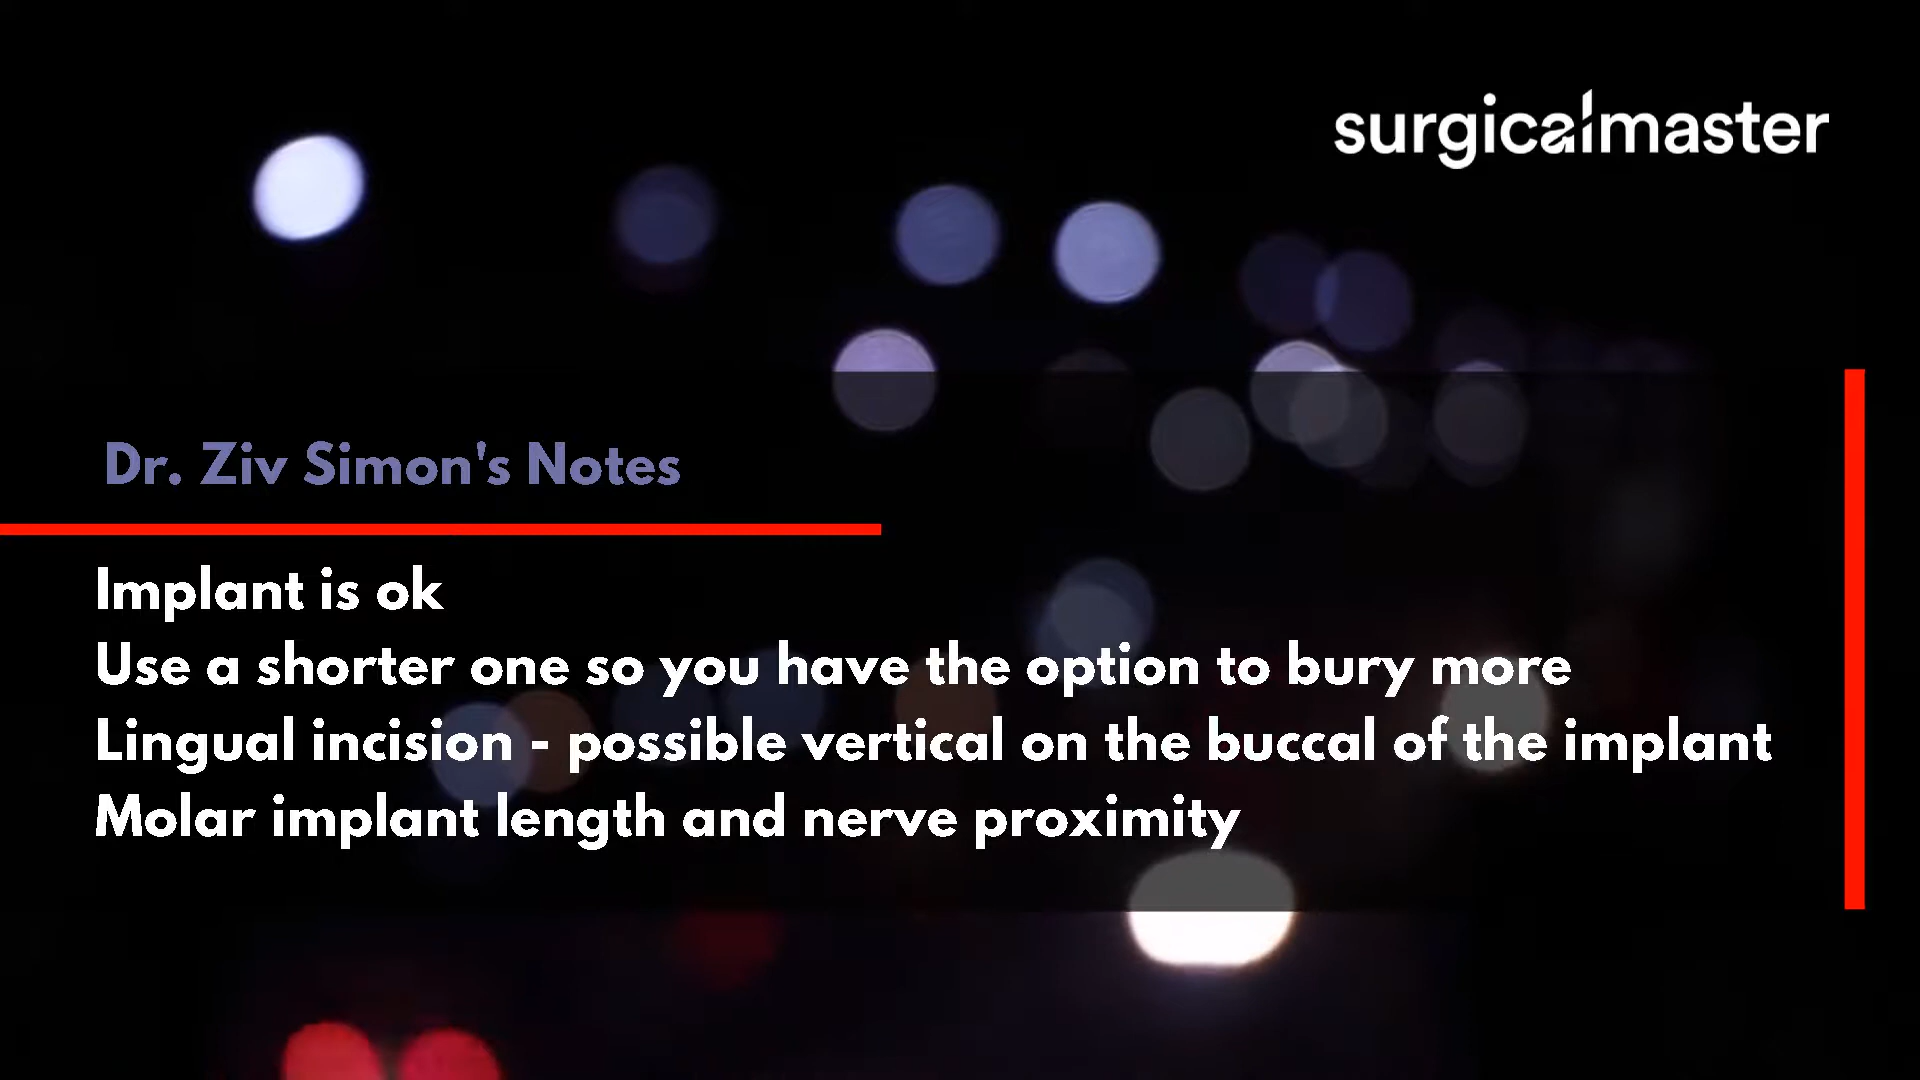 surgicalmaster
Dr. Ziv Simon's Notes
Implant is ok
Use a shorter one so you have the option to bury more
Lingual incision - possible vertical on the buccal of the implant
Molar implant length and nerve proximity